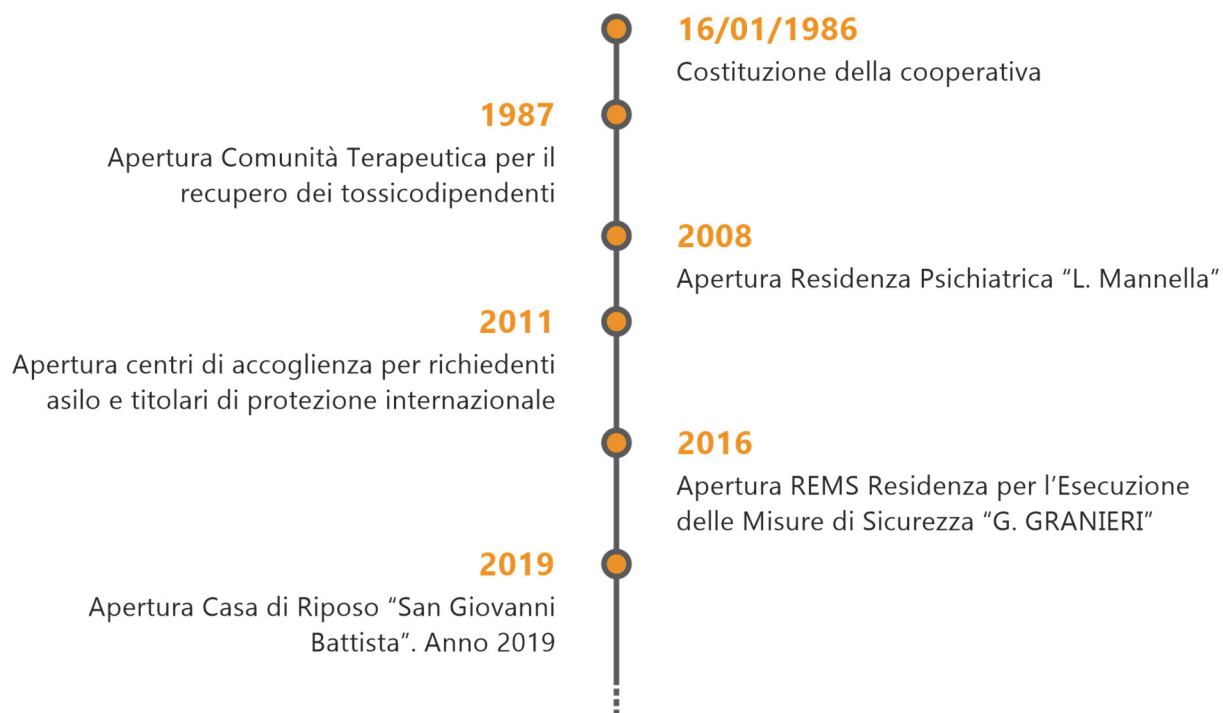 16/01/1986
Costituzione della cooperativa
1987
Apertura Comunità Terapeutica per il
recupero dei tossicodipendenti
2008
Apertura Residenza Psichiatrica “L. Mannella”
2011
Apertura centri di accoglienza per richiedenti
asilo e titolari di protezione internazionale
2016
Apertura REMS Residenza per l’Esecuzione
delle Misure di Sicurezza “G. GRANIERI”
2019
Apertura Casa di Riposo “San Giovanni
Battista”. Anno 2019